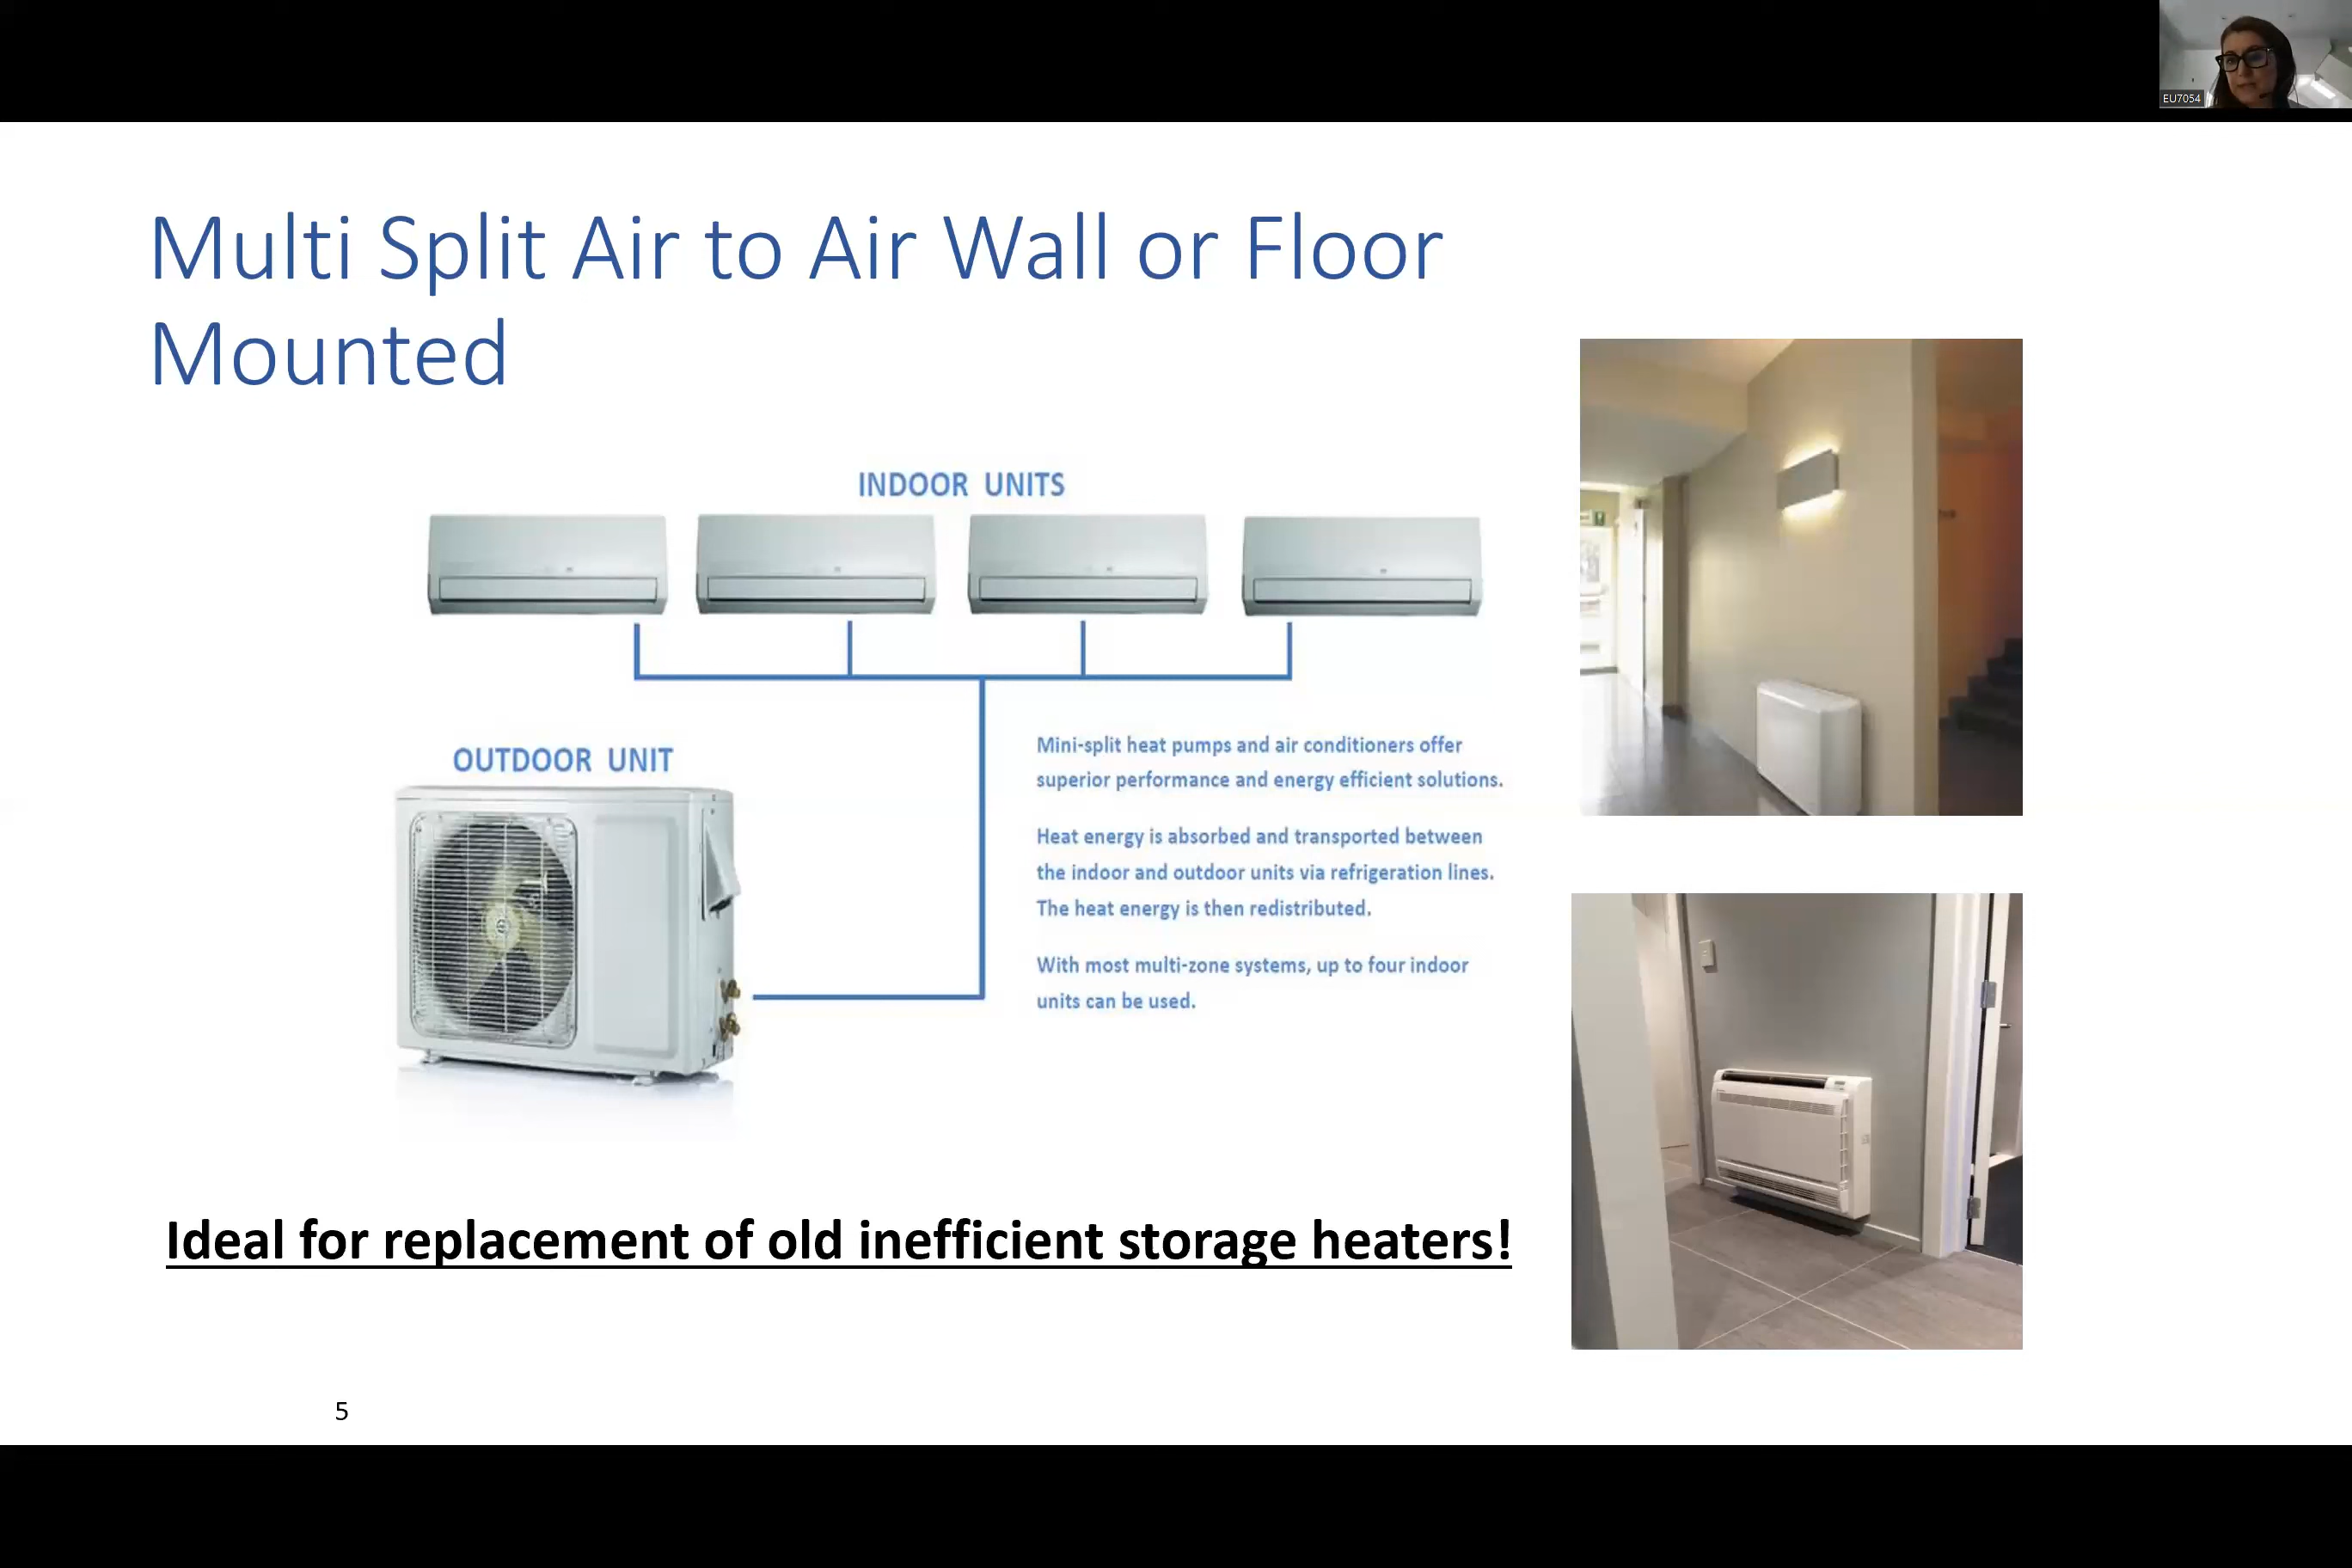 EU7054
Multi Split Air to Air Wall or Floor
Mounted
INDOOR UNITS
OUTDOOR UNIT
Mini-split heat pumps and air conditioners offer
superior performance and energy efficient solutions.
Heat energy is absorbed and transported between
the indoor and outdoor units via refrigeration lines.
The heat energy is then redistributed.
With most multi-zone systems, up to four indoor
units can be used.
Ideal for replacement of old inefficient storage heaters!
5